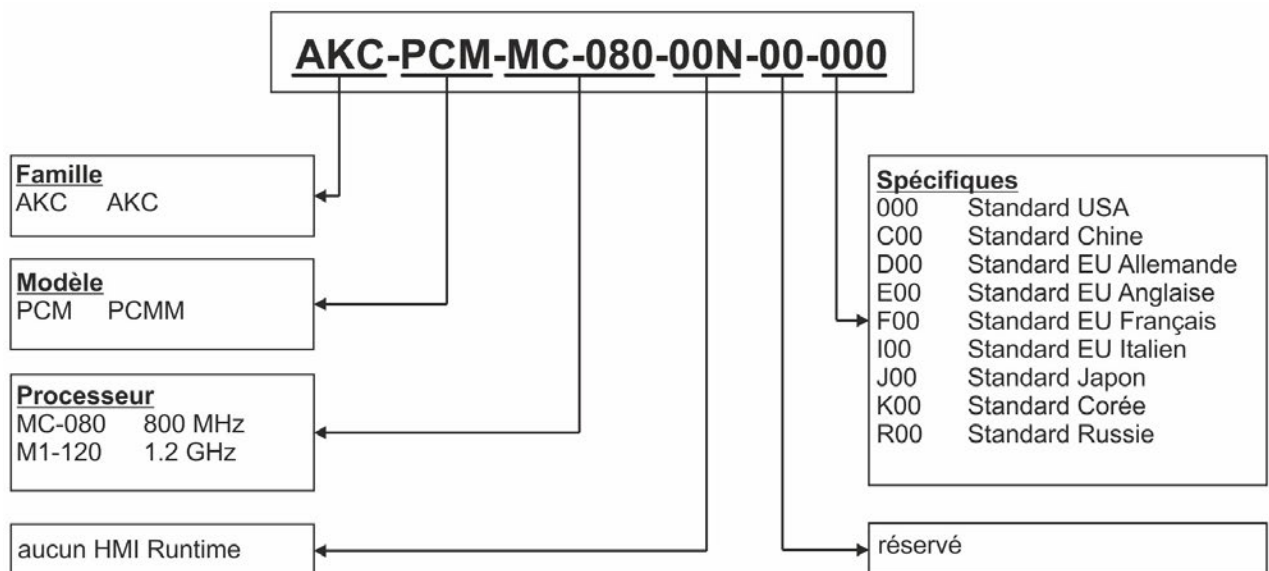 AKC-PCM-MC-080-00N-00-000
Famille
AKC AKC
Modèle
PCM PCMM
Processeur
MC-080 800 MHz
M1-120 1.2 GHz
aucun HMI Runtime
Spécifiques
000 Standard USA
C00 Standard Chine
D00 Standard EU Allemande
E00 Standard EU Anglaise
F00 Standard EU Français
I00 Standard EU Italien
J00 Standard Japon
K00 Standard Corée
R00 Standard Russie
réservé